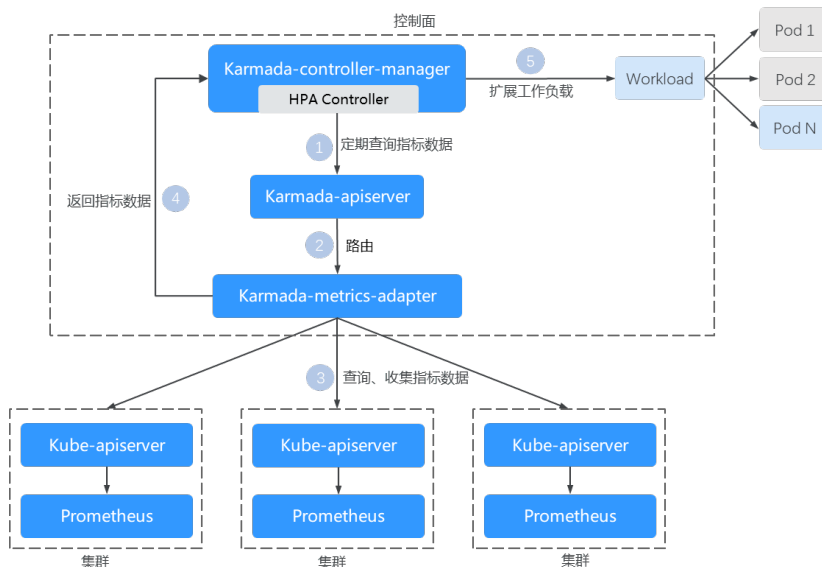 控制面
Karmada-controller-manager
HPA Controller
5
扩展工作负载
Workload
Pod 1
Pod 2
Pod N
1
定期查询指标数据
Karmada-apiserver
返回指标数据
4
2
路由
Karmada-metrics-adapter
3
查询、收集指标数据
Kube-apiserver
Prometheus
集群
Kube-apiserver
Prometheus
集群
Kube-apiserver
Prometheus
集群